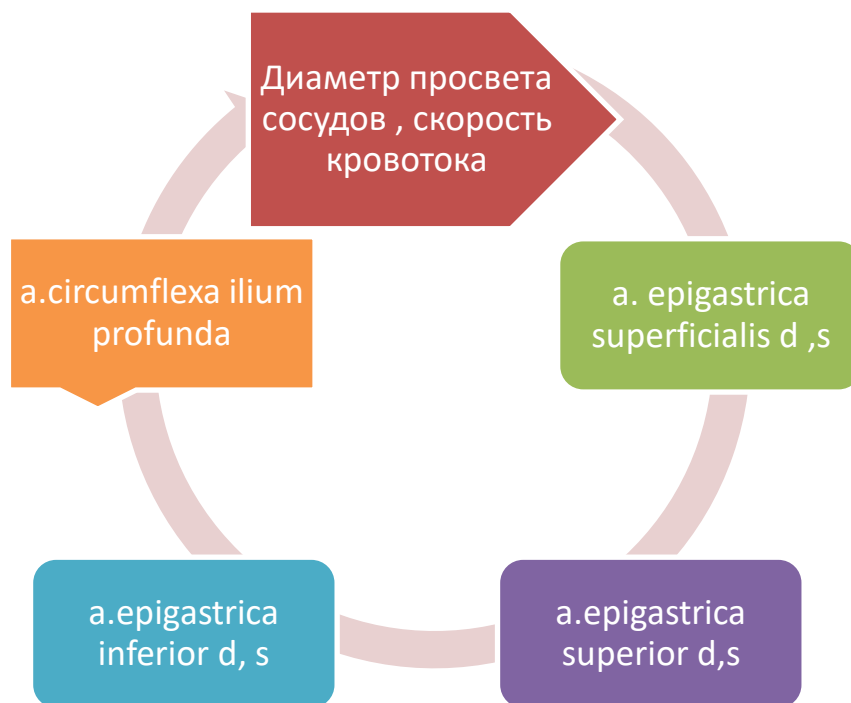 Диаметр просвета
сосудов , скорость
кровотока
a. epigastrica
superficialis d ,s
a.epigastrica
superior d,s
a.epigastrica
inferior d, s
a.circumflexa ilium
profunda